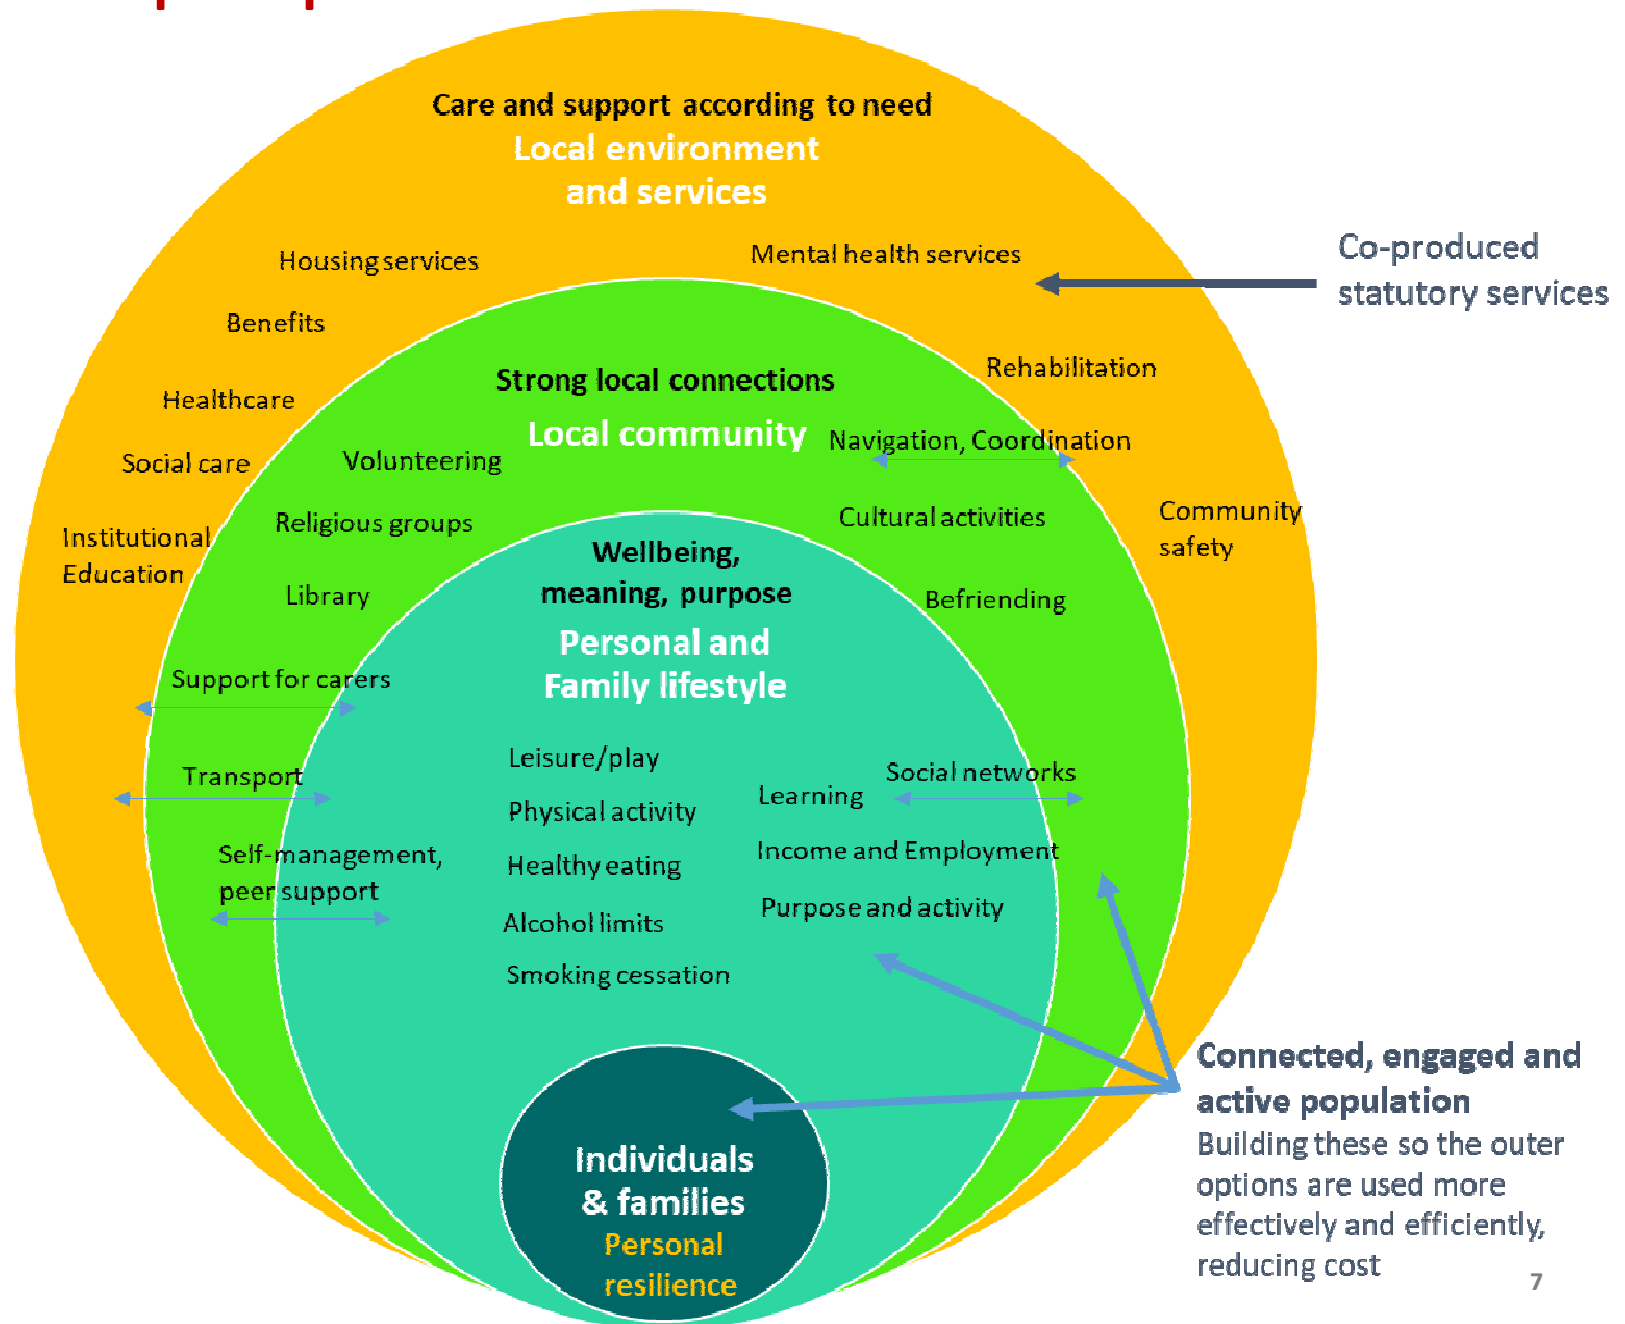 Care and support according to need
Local environment
and services
Housing services
Mental health services
Co-produced
statutory services
Benefits
Rehabilitation
Strong local connections
Local community
Healthcare
Navigation, Coordination
Social care
Volunteering
Institutional
Education
Religious groups
Cultural activities
Community
safety
Wellbeing,
meaning, purpose
Library
Befriending
Personal and
Family lifestyle
Support for carers
Transport
Self-management,
peer support
Leisure/play
Physical activity
Healthy eating
Alcohol limits
Smoking cessation
Social networks
Learning
Income and Employment
Purpose and activity
Connected, engaged and
active population
Building these so the outer
options are used more
effectively and efficiently,
reducing cost
Individuals
& families
Personal
resilience
7